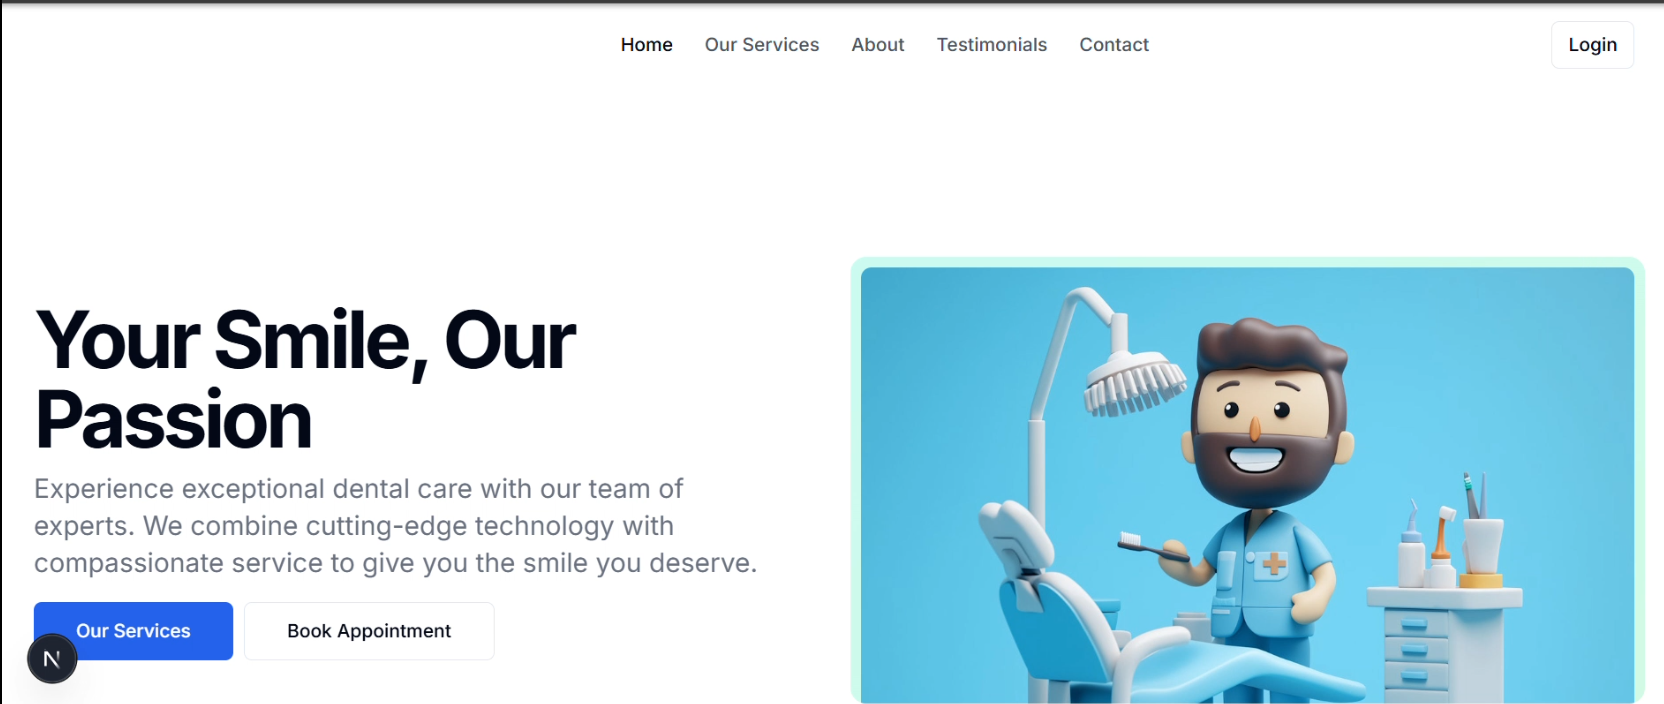 Home Our Services About Testimonials Contact Login
Your Smile, Our
Passion
Experience exceptional dental care with our team of
experts. We combine cutting-edge technology with
compassionate service to give you the smile you deserve.
Our Services Book Appointment
N